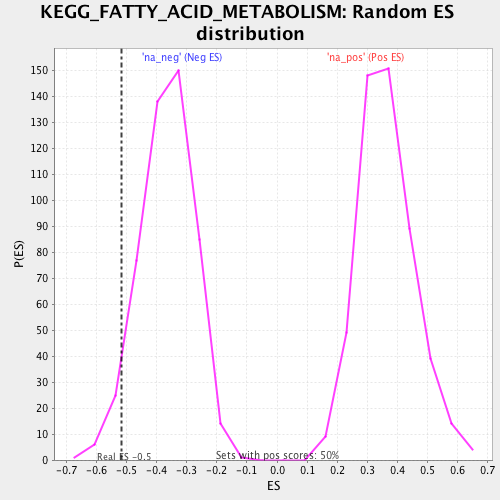 KEGG_FATTY_ACID_METABOLISM: Random ES
distribution
'na_neg' (Neg ES)
'na_pos' (Pos ES)
150
140
130
120
110
100
90
80
70
60
50
40
30
20
10
0
P(ES)
Real ES -0.5
Sets with pos scores: 50%
-0.7 -0.6 -0.5 -0.4 -0.3 -0.2 -0.1 0.0 0.1 0.2 0.3 0.4 0.5 0.6 0.7
ES